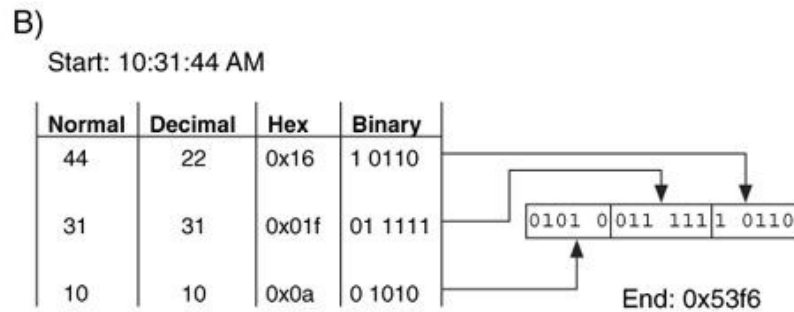 B)
Start: 10:31:44 AM
Normal Decimal Hex Binary
44 22 0x16 1 0110
31 31 0x01f 01 1111
0101 0 011 111 1 0110
10 10 0x0a 0 1010
End: 0x53f6